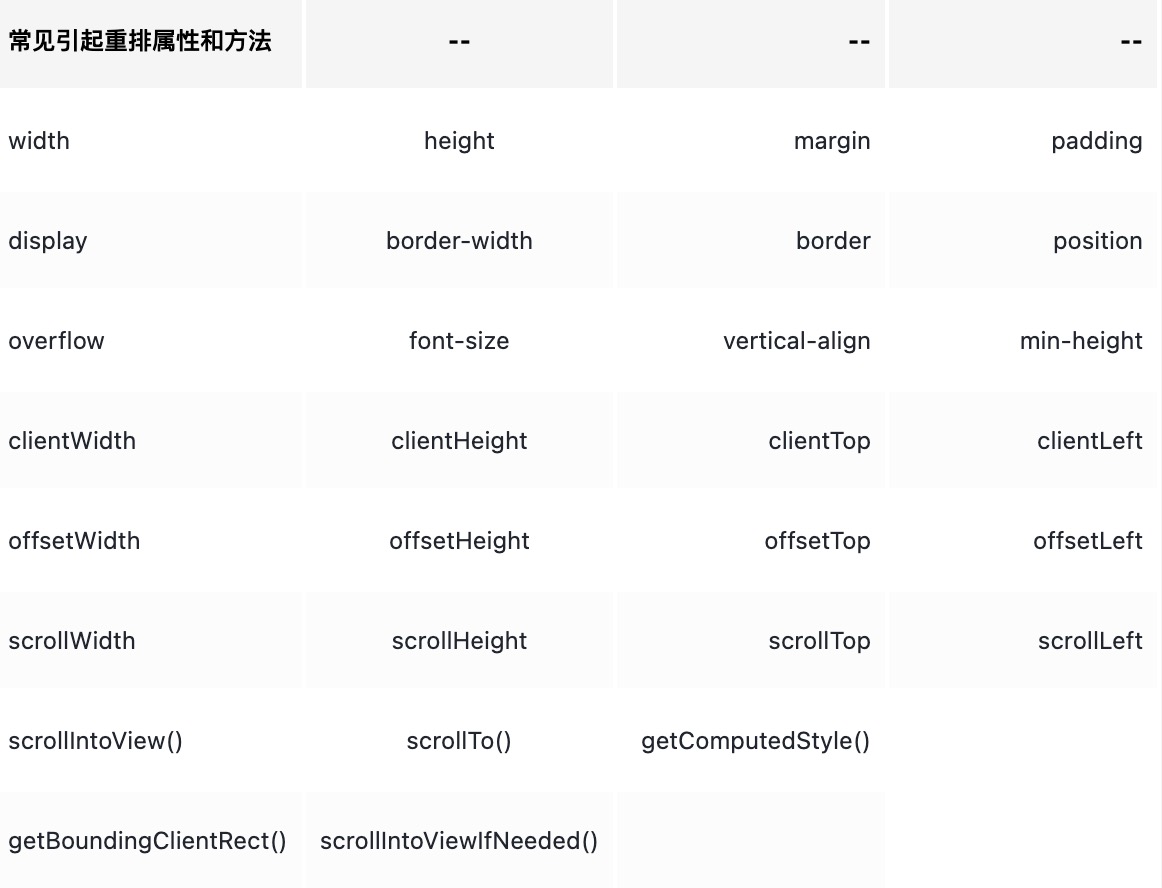 常见引起重排属性和方法 -- -- --
width height margin padding
display border-width border position
overflow font-size vertical-align min-height
clientWidth clientHeight clientTop clientLeft
offsetWidth offsetHeight offsetTop offsetLeft
scrollWidth scrollHeight scrollTop scrollLeft
scrollIntoView() scrollTo() getComputedStyle()
getBoundingClientRect() scrollIntoViewIfNeeded()